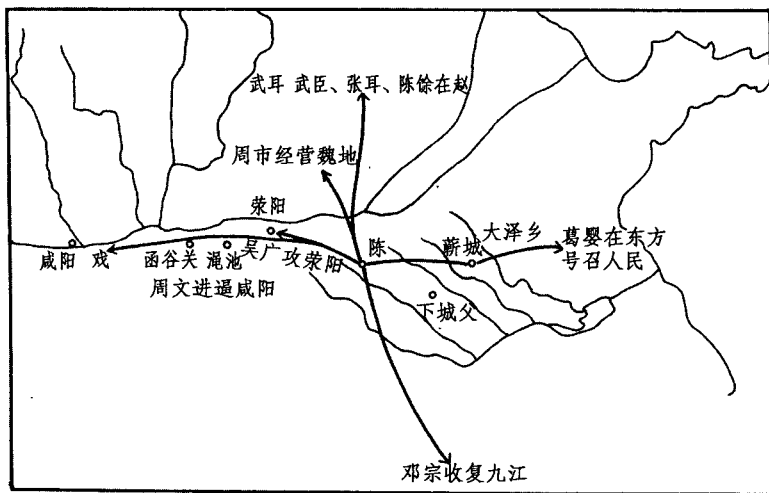 武耳 武臣、张耳、陈馀在赵
周市经营魏地
荥阳
大泽乡
陈
蕲城
葛婴在东方
号召人民
咸阳
戏
函谷关
渑池
吴广攻荥阳
周文进逼咸阳
下城父
邓宗收复九江